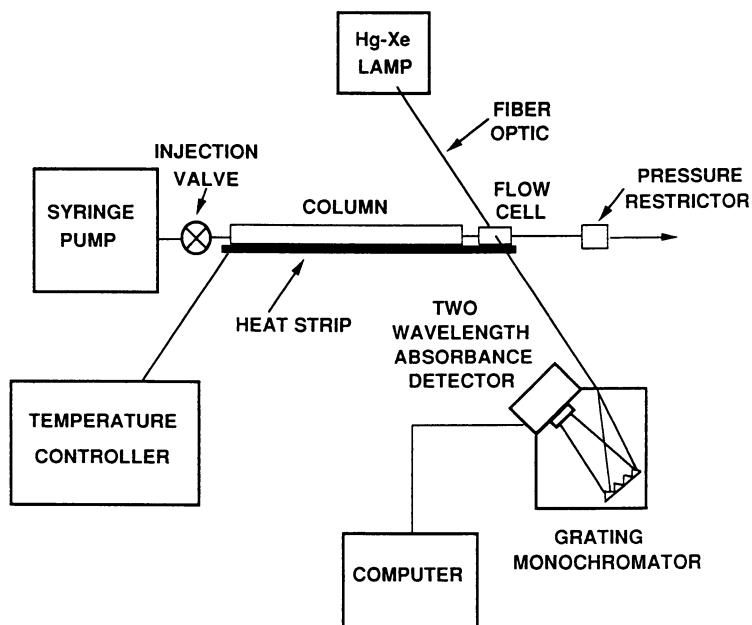 Hg-Xe
LAMP
FIBER
OPTIC
INJECTION
VALVE
PRESSURE
RESTRICTOR
FLOW
CELL
SYRINGE
PUMP
COLUMN
HEAT STRIP
TWO
WAVELENGTH
ABSORBANCE
DETECTOR
TEMPERATURE
CONTROLLER
GRATING
MONOCHROMATOR
COMPUTER